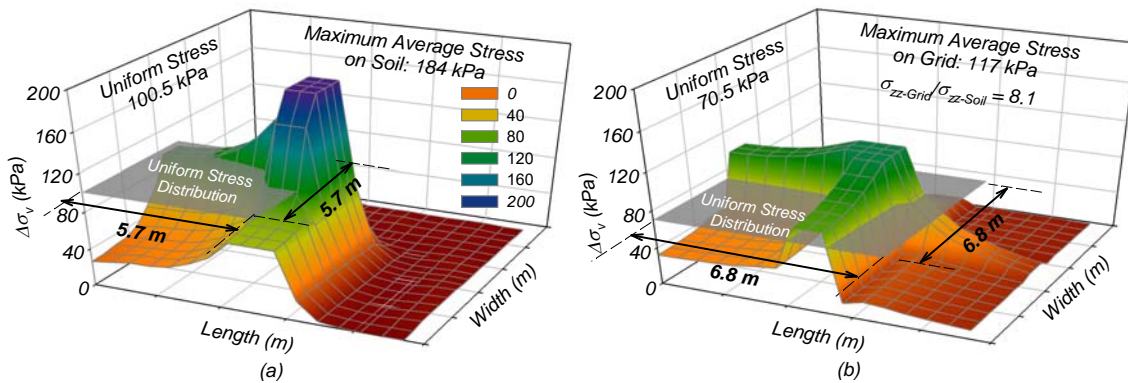 Uniform Stress
100.5 kPa
Maximum Average Stress
on Soil: 184 kPa
200
160
120
80
40
0
Δσv (kPa)
0
40
80
120
160
200
Uniform Stress
Distribution
5.7 m
5.7 m
Length (m)
Width (m)
(a)
Uniform Stress
70.5 kPa
Maximum Average Stress
on Grid: 117 kPa
σzz-Grid/σzz-Soil = 8.1
200
160
120
80
40
0
Δσv (kPa)
Uniform Stress
Distribution
6.8 m
6.8 m
Length (m)
Width (m)
(b)